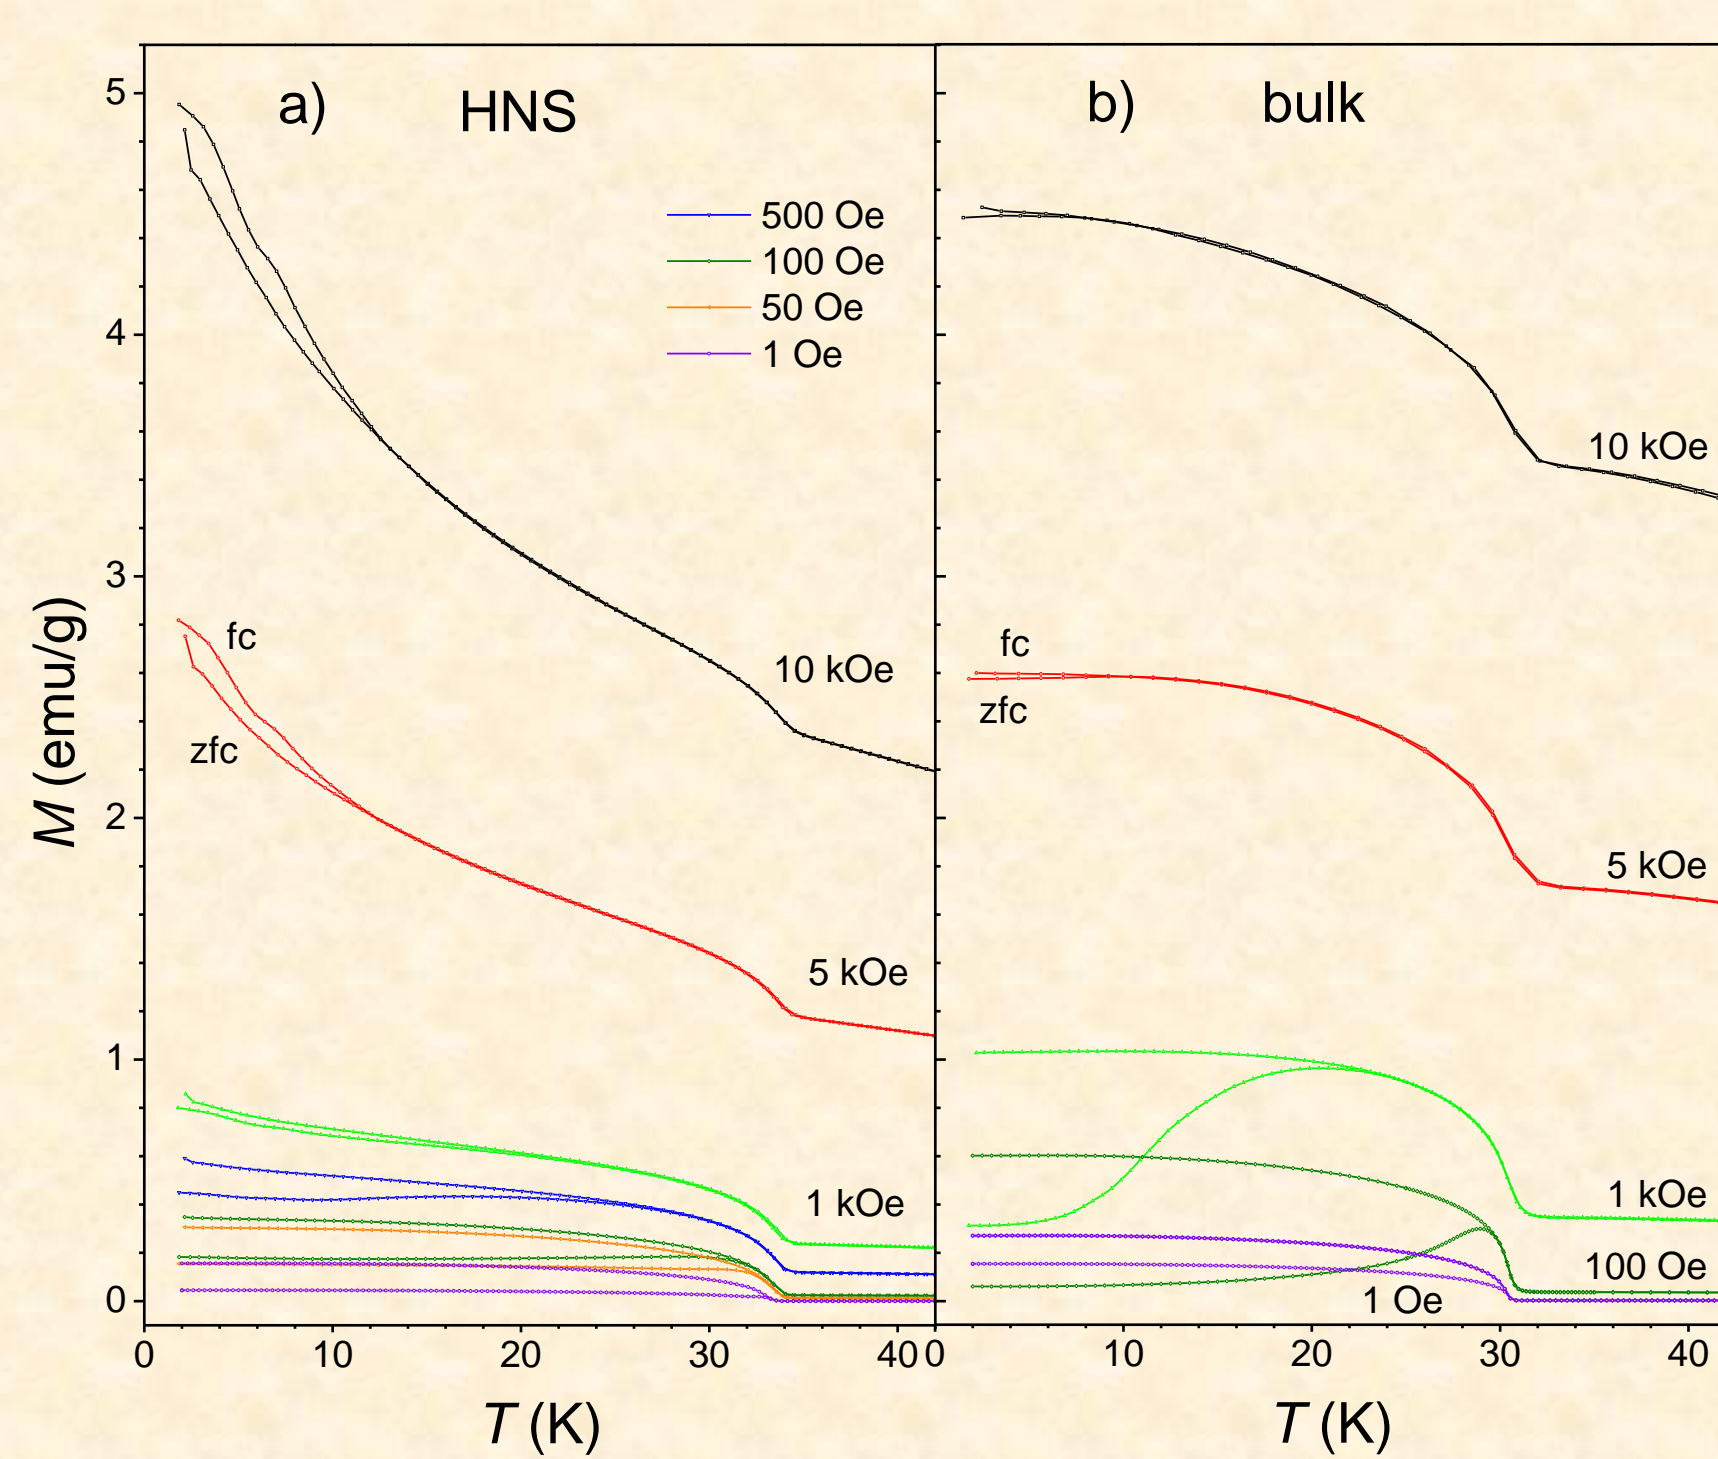 a) HNS
b) bulk
500 Oe
100 Oe
50 Oe
1 Oe
10 kOe
fc
zfc
5 kOe
1 kOe
10 kOe
fc
zfc
5 kOe
1 kOe
100 Oe
1 Oe
M (emu/g)
5
4
3
2
1
0
0 10 20 30 40
0 10 20 30 40
T (K)
T (K)